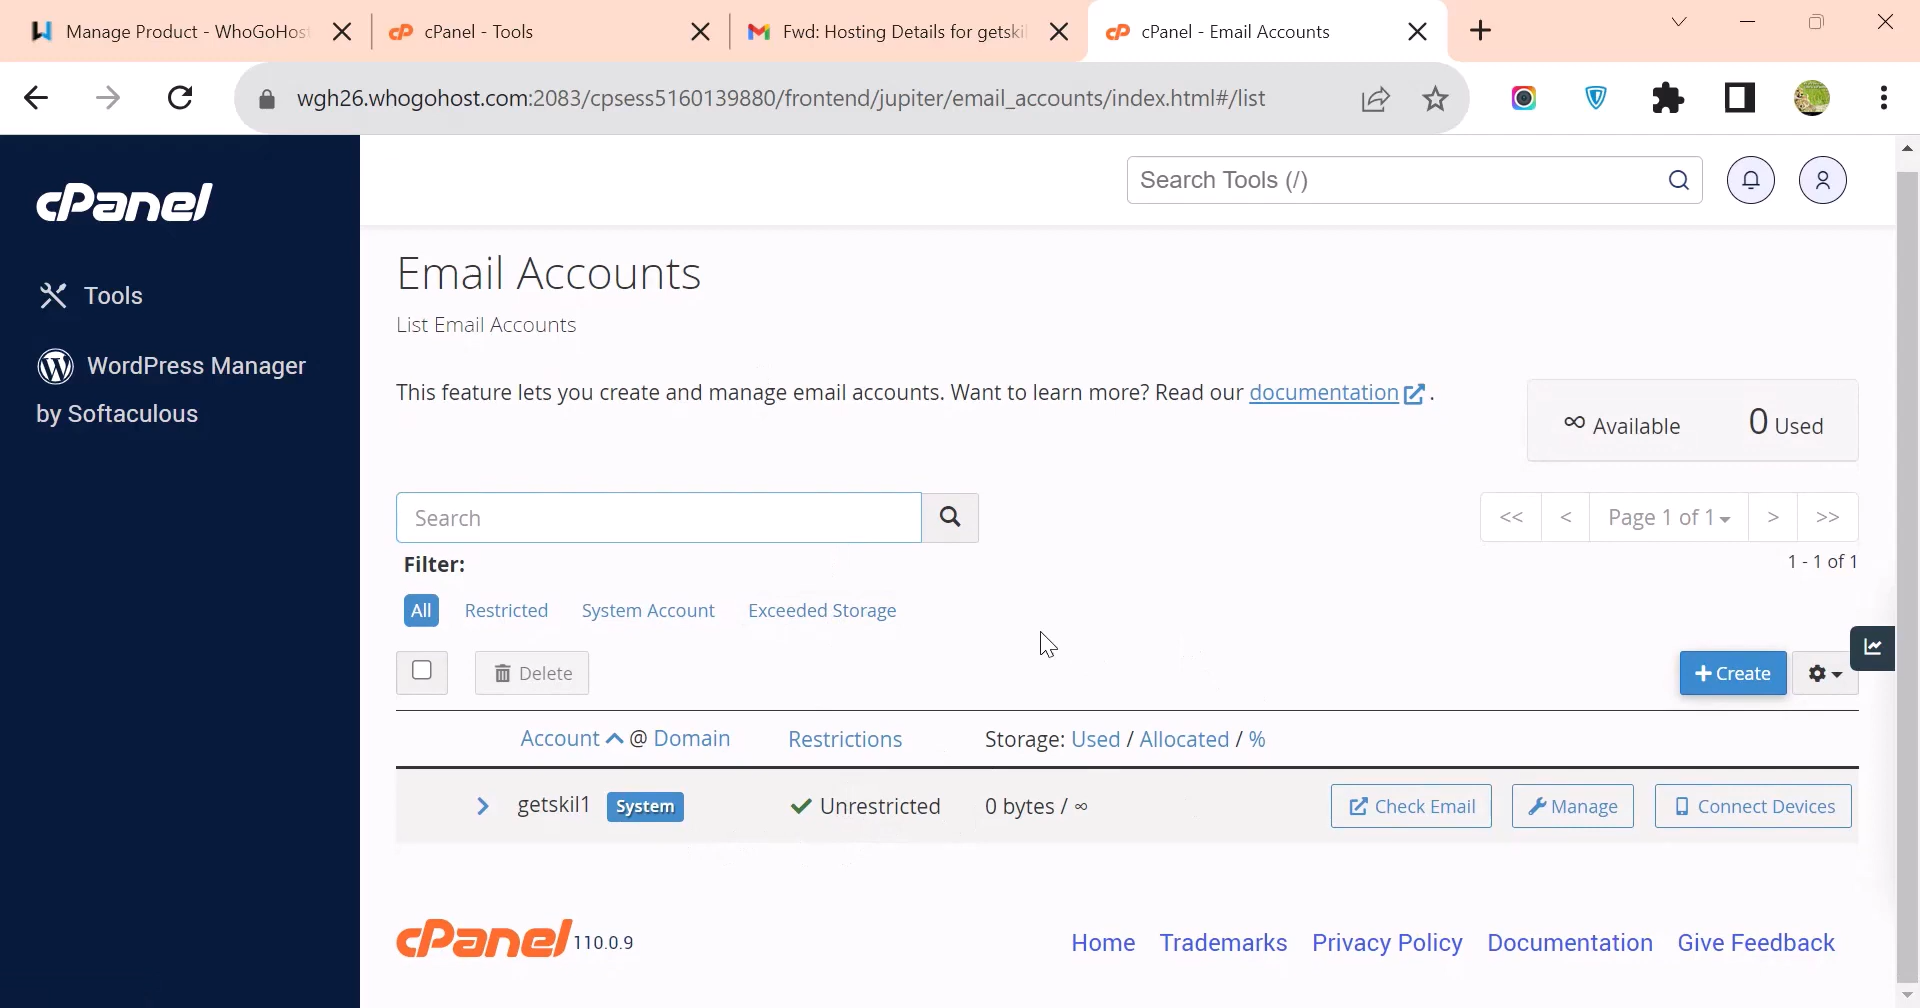 Manage Product - WhoGoHost
cPanel - Tools
Fwd: Hosting Details for getskil
cPanel - Email Accounts
wgh26.whogohost.com:2083/cpsess5160139880/frontend/jupiter/email_accounts/index.html#/list
cPanel
Search Tools (/)
Tools
WordPress Manager
by Softaculous
Email Accounts
List Email Accounts
This feature lets you create and manage email accounts. Want to learn more? Read our documentation.
∞ Available 0 Used
Search
<< < Page 1 of 1 > >>
1 - 1 of 1
Filter:
All Restricted System Account Exceeded Storage
Delete
+ Create
Account @ Domain Restrictions Storage: Used / Allocated / %
getskil1 System Unrestricted 0 bytes / ∞ Check Email Manage Connect Devices
cPanel 110.0.9
Home Trademarks Privacy Policy Documentation Give Feedback